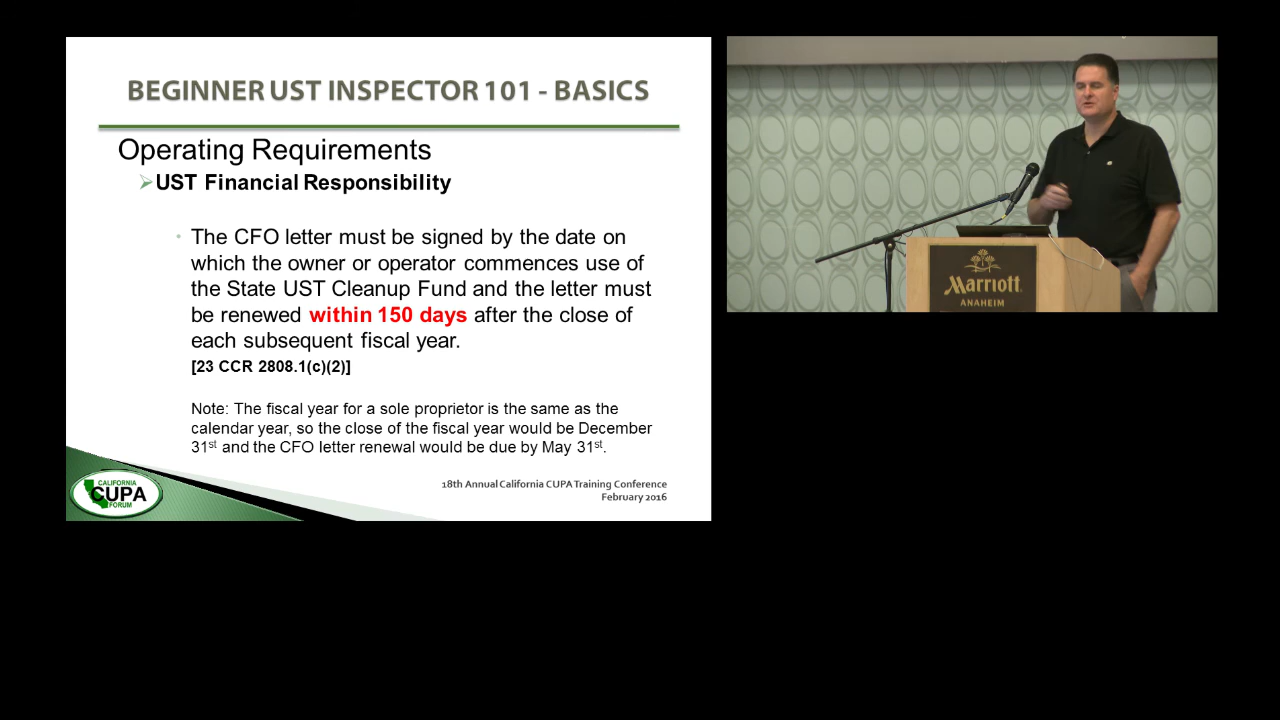 BEGINNER UST INSPECTOR 101 - BASICS
Operating Requirements
UST Financial Responsibility
The CFO letter must be signed by the date on
which the owner or operator commences use of
the State UST Cleanup Fund and the letter must
be renewed within 150 days after the close of
each subsequent fiscal year.
[23 CCR 2808.1(c)(2)]
Note: The fiscal year for a sole proprietor is the same as the
calendar year, so the close of the fiscal year would be December
31st and the CFO letter renewal would be due by May 31st.
18th Annual California CUPA Training Conference
February 2016
CALIFORNIA
CUPA
FORUM
Marriott
ANAHEIM